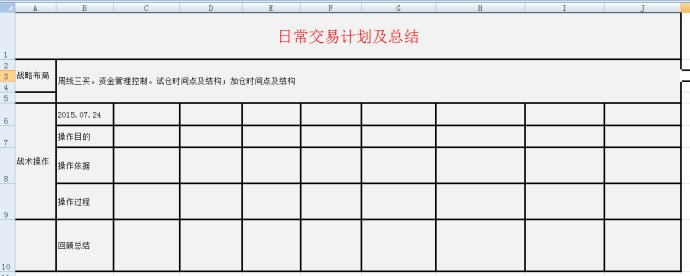 A B C D E F G H I J
1
日常交易计划及总结
2
3
4
5
战略布局
周线三买。资金管理控制。试仓时间点及结构；加仓时间点及结构
6
2015.07.24
7
操作目的
战术操作
8
操作依据
9
操作过程
10
回顾总结